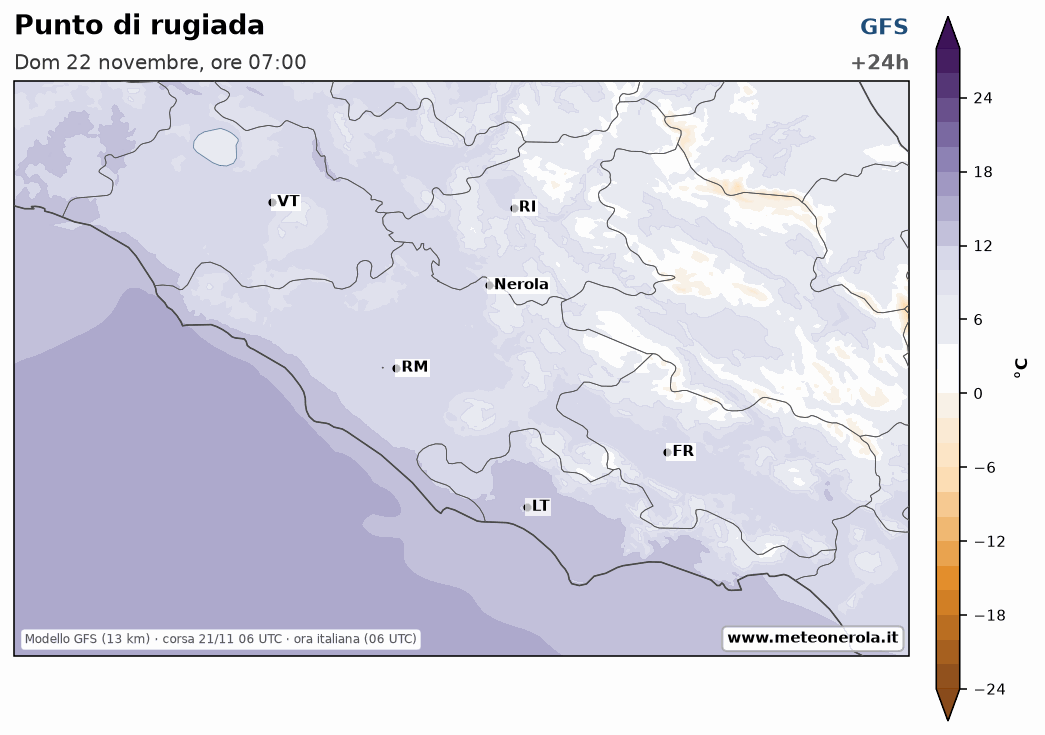 Punto di rugiada
GFS
Dom 22 novembre, ore 07:00
+24h
VT
RI
Nerola
RM
FR
LT
Modello GFS (13 km) · corsa 21/11 06 UTC · ora italiana (06 UTC)
www.meteonerola.it
24
18
12
6
0
−6
−12
−18
−24
°C